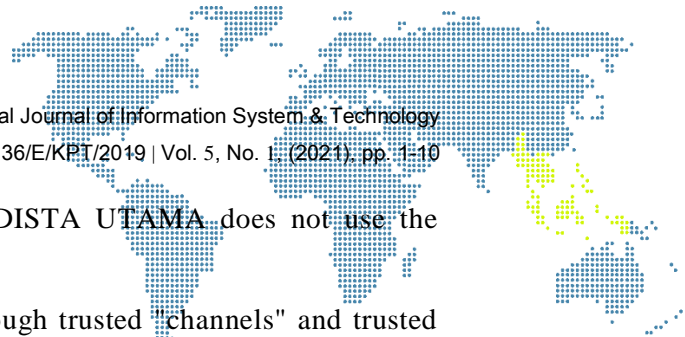 al Journal of Information System & Technology
36/E/KPT/2019 | Vol. 5, No. 1, (2021), pp. 1-10
DISTA UTAMA does not use the
ough trusted "channels" and trusted